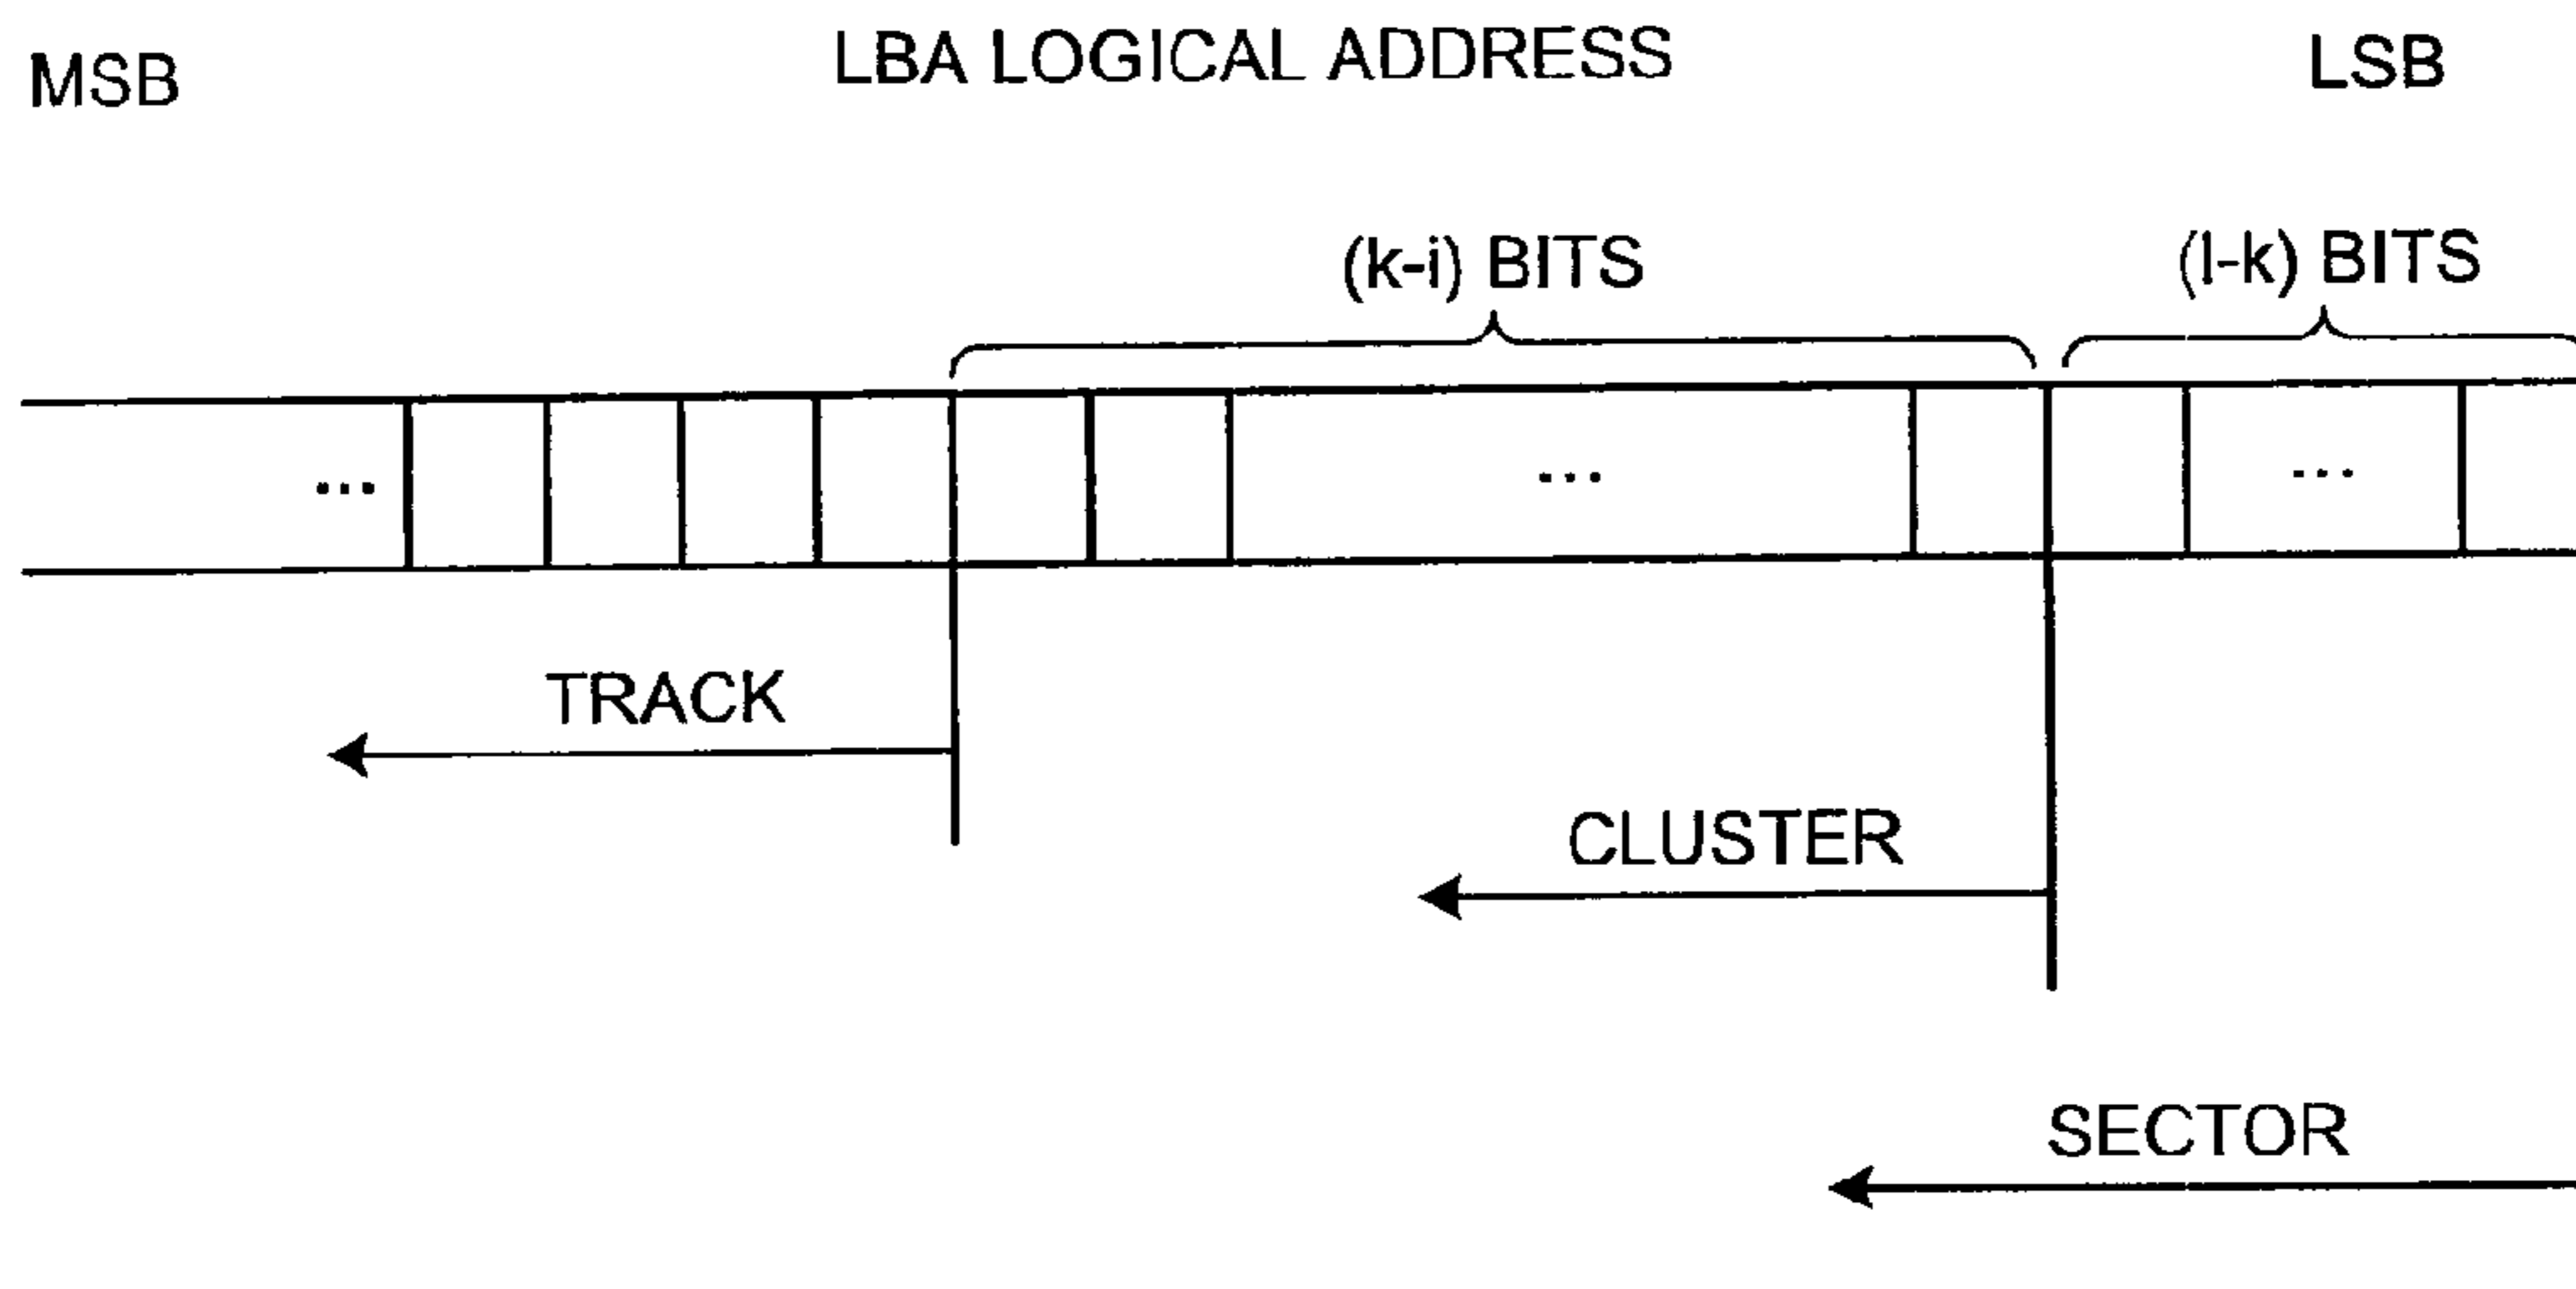 MSB
LBA LOGICAL ADDRESS
LSB
(k-i) BITS
(l-k) BITS
...
...
...
TRACK
CLUSTER
SECTOR